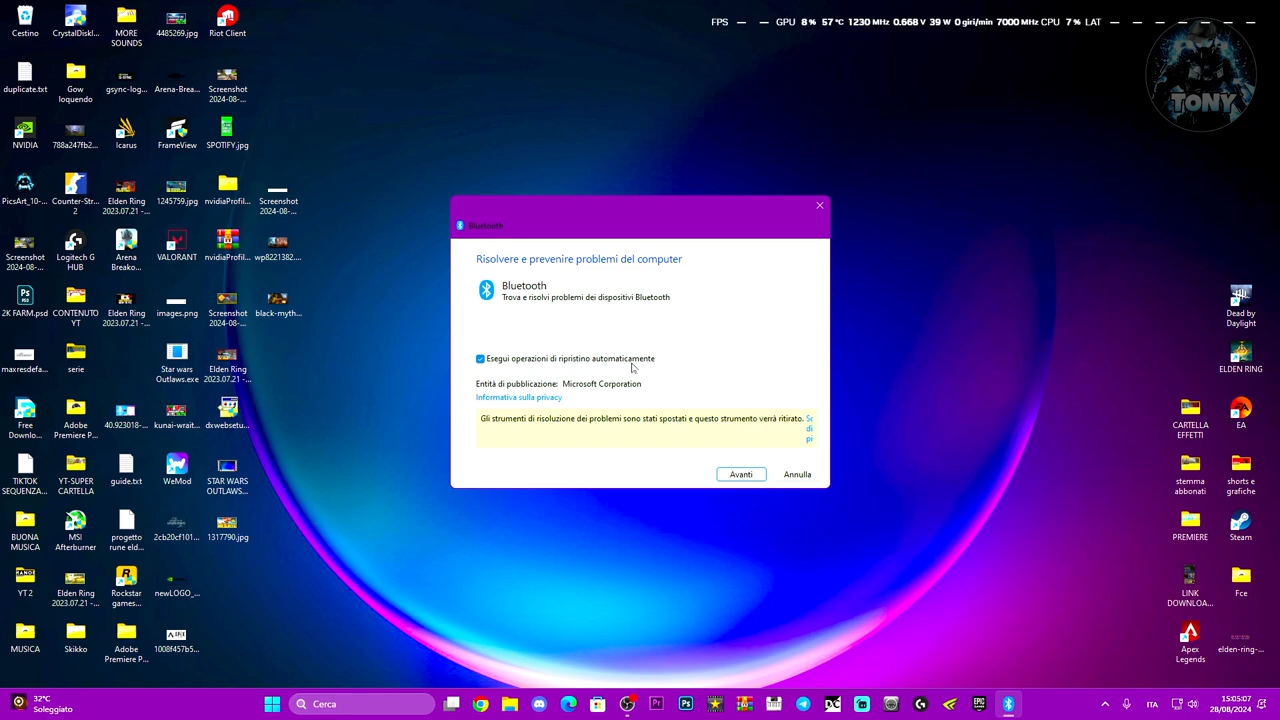 FPS — — GPU 8 % 57 °C 1230 MHz 0.668 V 39 W 0 giri/min 7000 MHz CPU 7 % LAT — — — — — —
TONY
Cestino
CrystalDiskI...
MORE SOUNDS
4485269.jpg
Riot Client
duplicate.txt
Gow loquendo
gsync-log...
Arena-Brea...
Screenshot 2024-08-...
NVIDIA
788a247fb2...
Icarus
FrameView
SPOTIFY.jpg
PicsArt_10-...
Counter-Str... 2
Elden Ring 2023.07.21 -...
1245759.jpg
nvidiaProfil...
Screenshot 2024-08-...
Screenshot 2024-08-...
Logitech G HUB
Arena Breako...
VALORANT
nvidiaProfil...
wp8221382...
2K FARM.psd
CONTENUTO YT
Elden Ring 2023.07.21 -...
images.png
Screenshot 2024-08-...
black-myth...
maxresdefa...
serie
Star wars Outlaws.exe
Elden Ring 2023.07.21 -...
Free Downlo...
Adobe Premiere P...
40.923018-...
kunai-wait...
dxwebsetu...
TIKTOK SEQUENZA...
YT-SUPER CARTELLA
guide.txt
WeMod
STAR WARS OUTLAWS...
BUONA MUSICA
MSI Afterburner
progetto rune eld...
2cb20cf101...
1317790.jpg
YT 2
Elden Ring 2023.07.21 -...
Rockstar games...
newLOGO_...
MUSICA
Skikko
Adobe Premiere P...
1008f457b5...
Bluetooth
Risolvere e prevenire problemi del computer
Bluetooth
Trova e risolvi problemi dei dispositivi Bluetooth
Esegui operazioni di ripristino automaticamente
Entità di pubblicazione: Microsoft Corporation
Informativa sulla privacy
Gli strumenti di risoluzione dei problemi sono stati spostati e questo strumento verrà ritirato. Sc
di
pi
Avanti
Annulla
Dead by Daylight
ELDEN RING
CARTELLA EFFETTI
EA
stemma abbonati
shorts e grafiche
PREMIERE
Steam
LINK DOWNLOA...
Fce
Apex Legends
elden-ring-...
32°C
Soleggiato
Cerca
ITA
15:05:07
28/08/2024